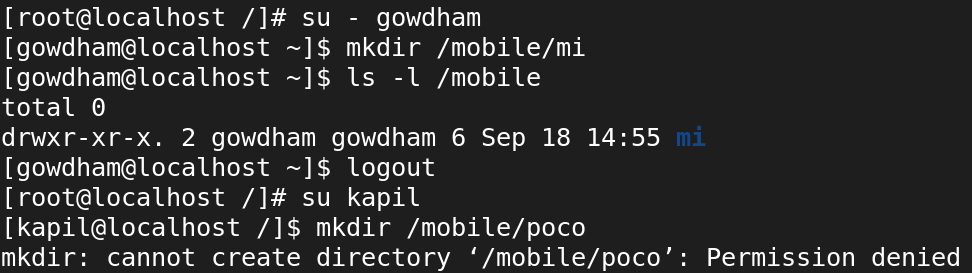 [root@localhost /]# su - gowdham
[gowdham@localhost ~]$ mkdir /mobile/mi
[gowdham@localhost ~]$ ls -l /mobile
total 0
drwxr-xr-x. 2 gowdham gowdham 6 Sep 18 14:55 mi
[gowdham@localhost ~]$ logout
[root@localhost /]# su kapil
[kapil@localhost /]$ mkdir /mobile/poco
mkdir: cannot create directory ‘/mobile/poco’: Permission denied